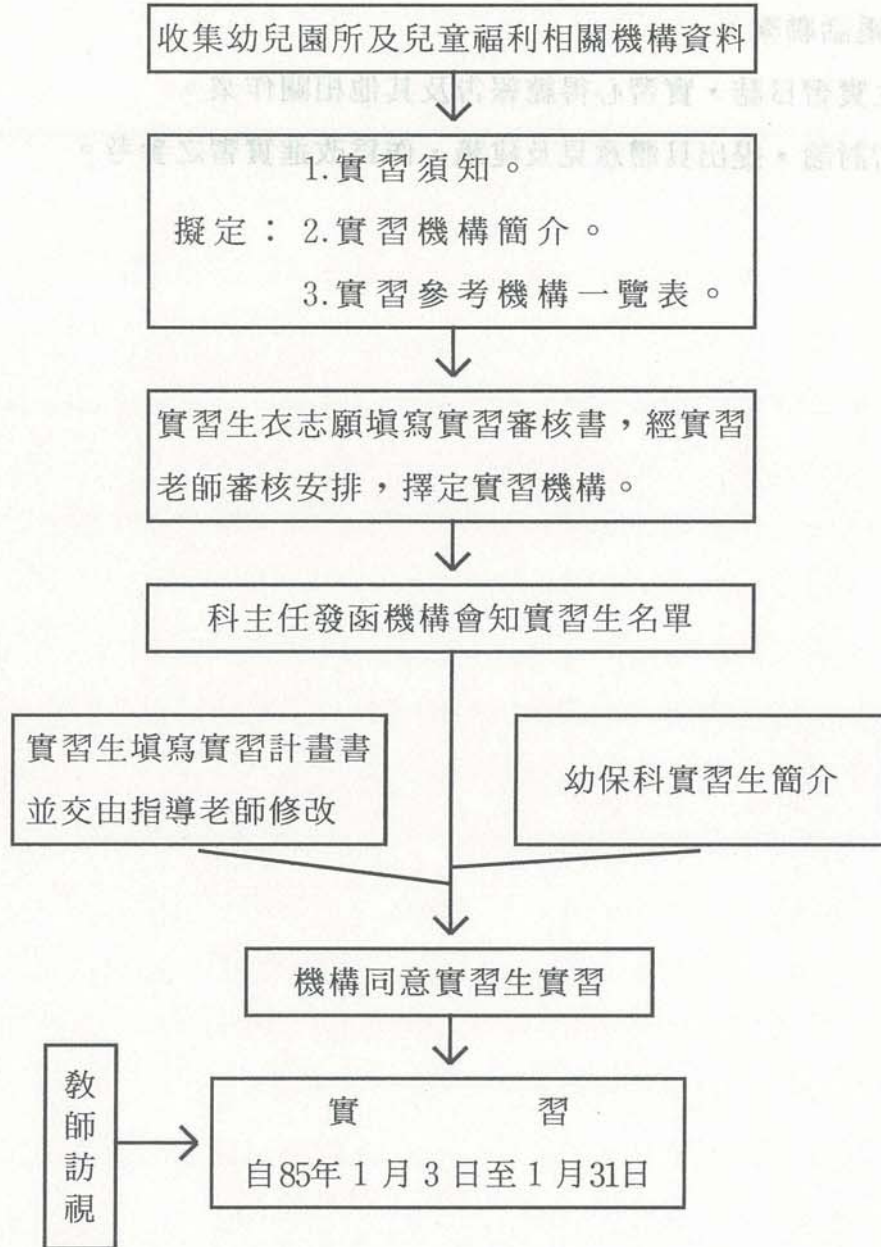 收集幼兒園所及兒童福利相關機構資料
1.實習須知。
擬定：2.實習機構簡介。
3.實習參考機構一覽表。
實習生衣志願填寫實習審核書，經實習
老師審核安排，擇定實習機構。
科主任發函機構會知實習生名單
實習生填寫實習計畫書
並交由指導老師修改
幼保科實習生簡介
機構同意實習生實習
教師訪視
實 習
自85年1月3日至1月31日